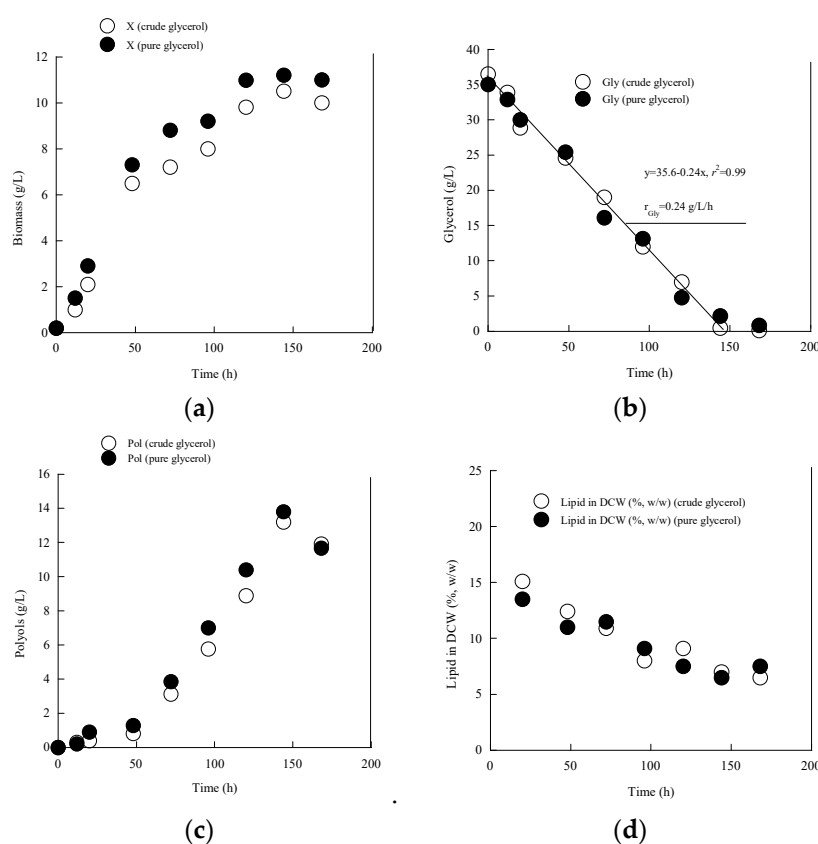 X (crude glycerol)
X (pure glycerol)
12
10
8
6
4
2
0
Biomass (g/L)
0 50 100 150 200
Time (h)
(a)
40
35
30
25
20
15
10
5
0
Glycerol (g/L)
Gly (crude glycerol)
Gly (pure glycerol)
y=35.6-0.24x, r²=0.99
r_Gly=0.24 g/L/h
0 50 100 150 200
Time (h)
(b)
Pol (crude glycerol)
Pol (pure glycerol)
16
14
12
10
8
6
4
2
0
Polyols (g/L)
0 50 100 150 200
Time (h)
(c)
25
20
15
10
5
0
Lipid in DCW (%, w/w)
Lipid in DCW (%, w/w) (crude glycerol)
Lipid in DCW (%, w/w) (pure glycerol)
0 50 100 150 200
Time (h)
.
(d)